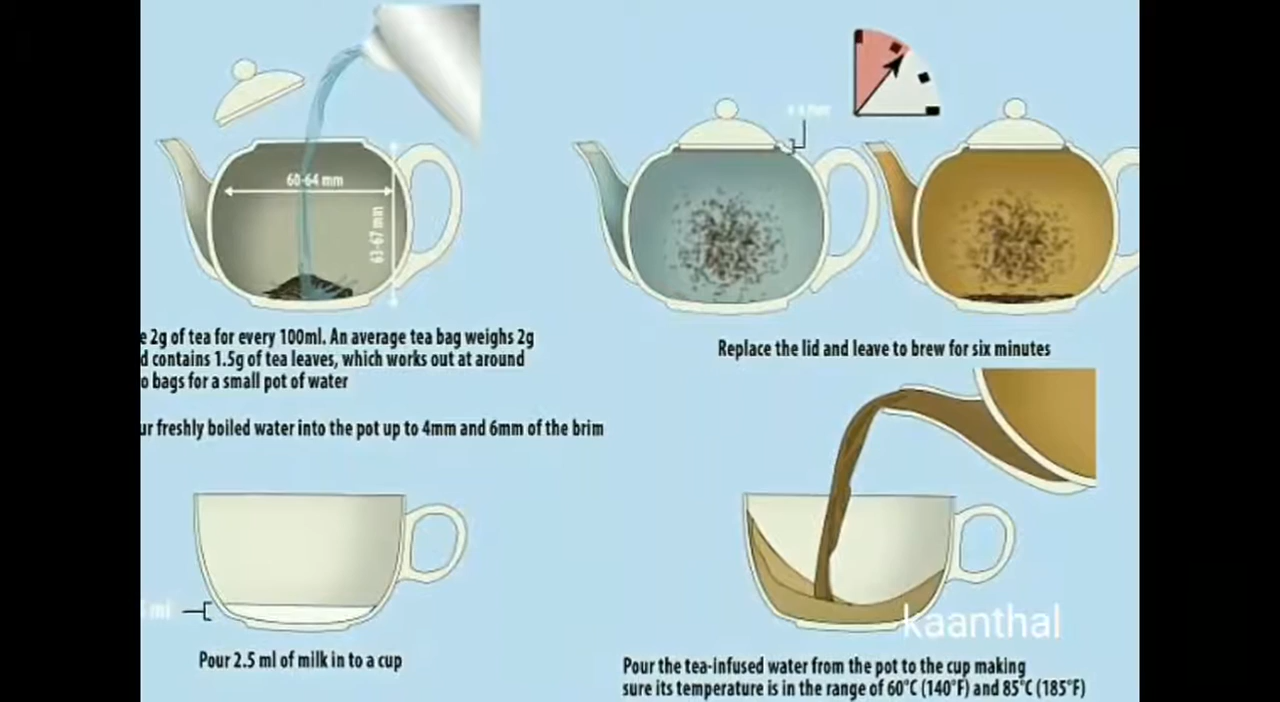 60-64 mm
63-67 mm
e 2g of tea for every 100ml. An average tea bag weighs 2g
d contains 1.5g of tea leaves, which works out at around
o bags for a small pot of water
ur freshly boiled water into the pot up to 4mm and 6mm of the brim
Replace the lid and leave to brew for six minutes
ml
Pour 2.5 ml of milk in to a cup
kaanthal
Pour the tea-infused water from the pot to the cup making
sure its temperature is in the range of 60°C (140°F) and 85°C (185°F)